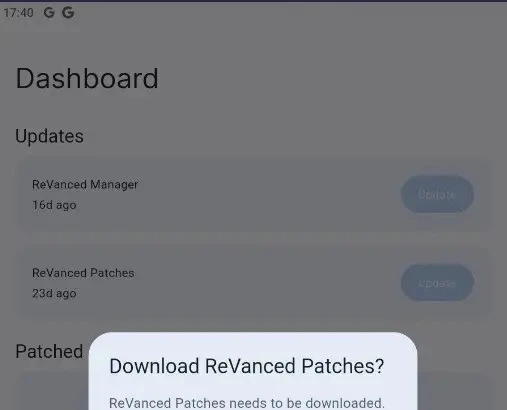 17:40 G G
Dashboard
Updates
ReVanced Manager
16d ago
Update
ReVanced Patches
23d ago
Update
Patched
Download ReVanced Patches?
ReVanced Patches needs to be downloaded.